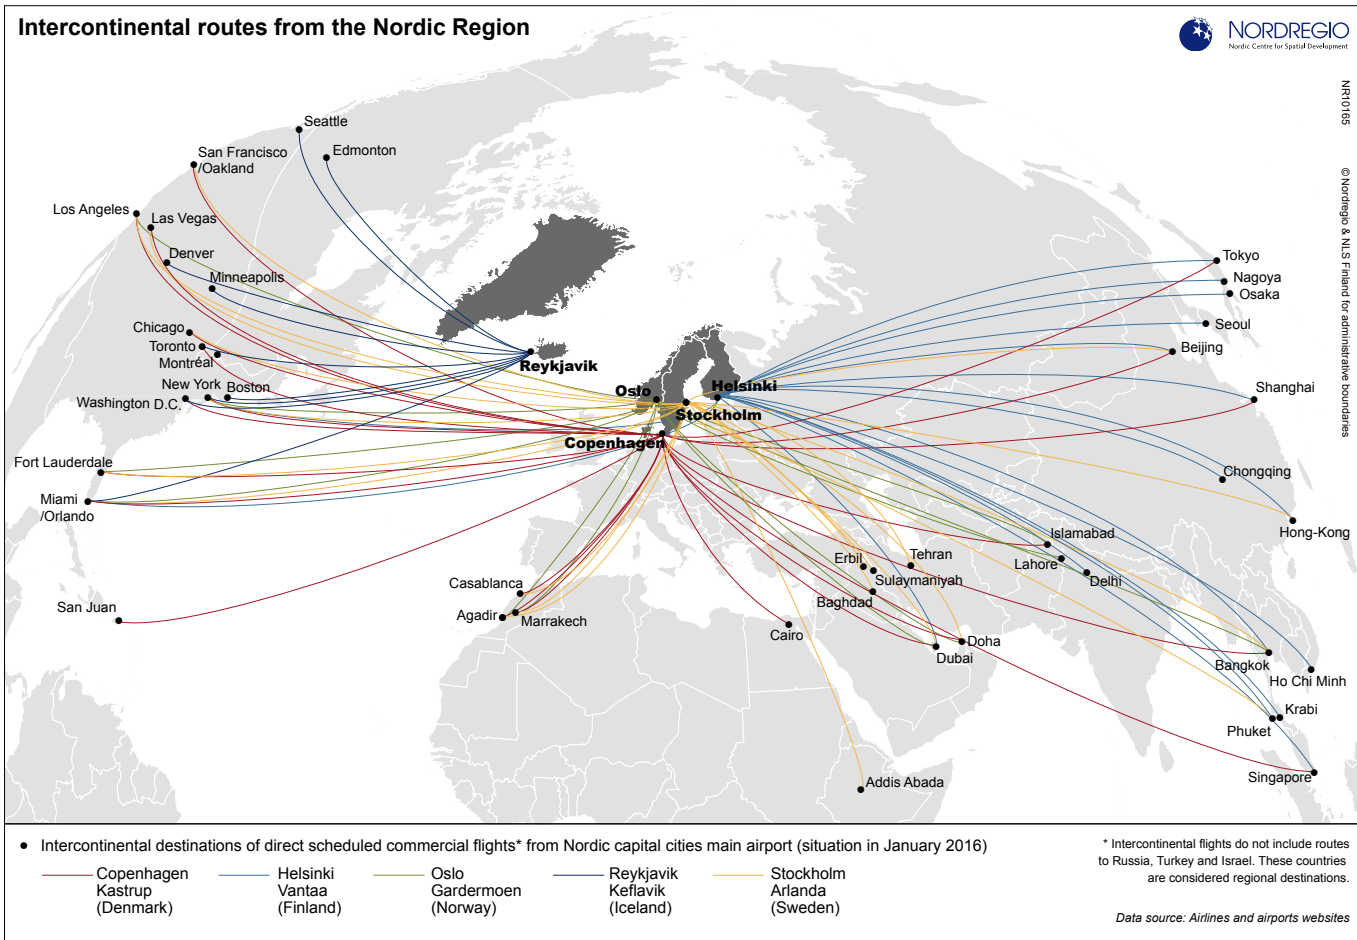 Intercontinental routes from the Nordic Region
NORDREGIO
Nordic Centre for Spatial Development
NR10165
© Nordregio & NLS Finland for administrative boundaries
Seattle
Edmonton
San Francisco
/Oakland
Los Angeles
Las Vegas
Denver
Minneapolis
Chicago
Toronto
Montréal
New York
Boston
Washington D.C.
Fort Lauderdale
Miami
/Orlando
San Juan
Reykjavik
Oslo
Helsinki
Stockholm
Copenhagen
Casablanca
Agadir
Marrakech
Cairo
Erbil
Tehran
Sulaymaniyah
Baghdad
Doha
Dubai
Addis Abada
Tokyo
Nagoya
Osaka
Seoul
Beijing
Shanghai
Chongqing
Hong-Kong
Islamabad
Lahore
Delhi
Bangkok
Ho Chi Minh
Krabi
Phuket
Singapore
Intercontinental destinations of direct scheduled commercial flights* from Nordic capital cities main airport (situation in January 2016)
Copenhagen
Kastrup
(Denmark)
Helsinki
Vantaa
(Finland)
Oslo
Gardermoen
(Norway)
Reykjavik
Keflavik
(Iceland)
Stockholm
Arlanda
(Sweden)
* Intercontinental flights do not include routes
to Russia, Turkey and Israel. These countries
are considered regional destinations.
Data source: Airlines and airports websites